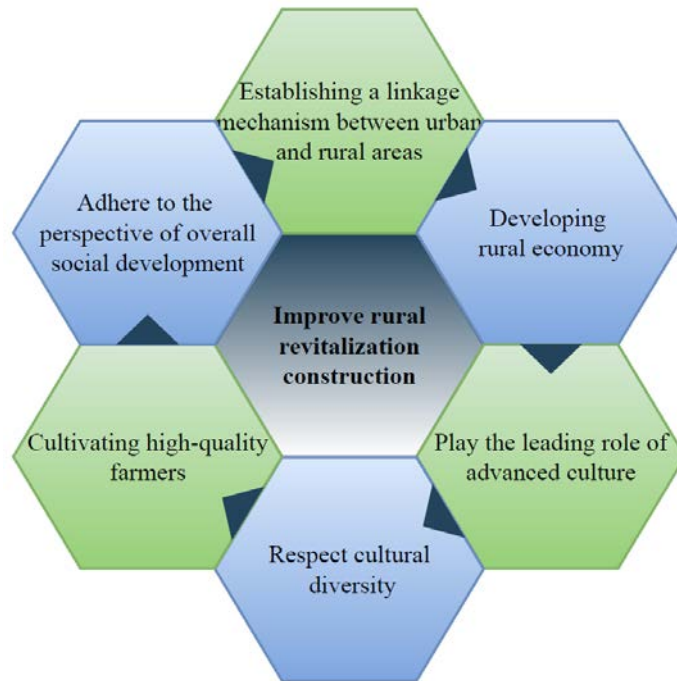 Establishing a linkage
mechanism between urban
and rural areas
Adhere to the
perspective of overall
social development
Developing
rural economy
Improve rural
revitalization
construction
Cultivating high-quality
farmers
Play the leading role of
advanced culture
Respect cultural
diversity